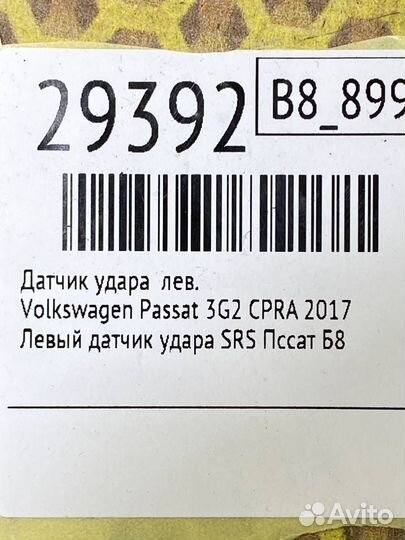 29392
B8_899
Датчик удара лев.
Volkswagen Passat 3G2 CPRA 2017
Левый датчик удара SRS Пссат Б8
Avito